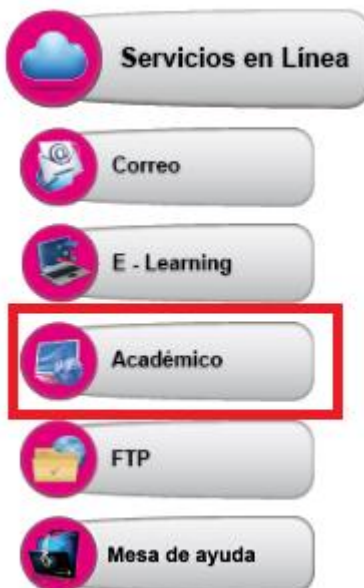 Servicios en Línea
Correo
E - Learning
Académico
FTP
Mesa de ayuda